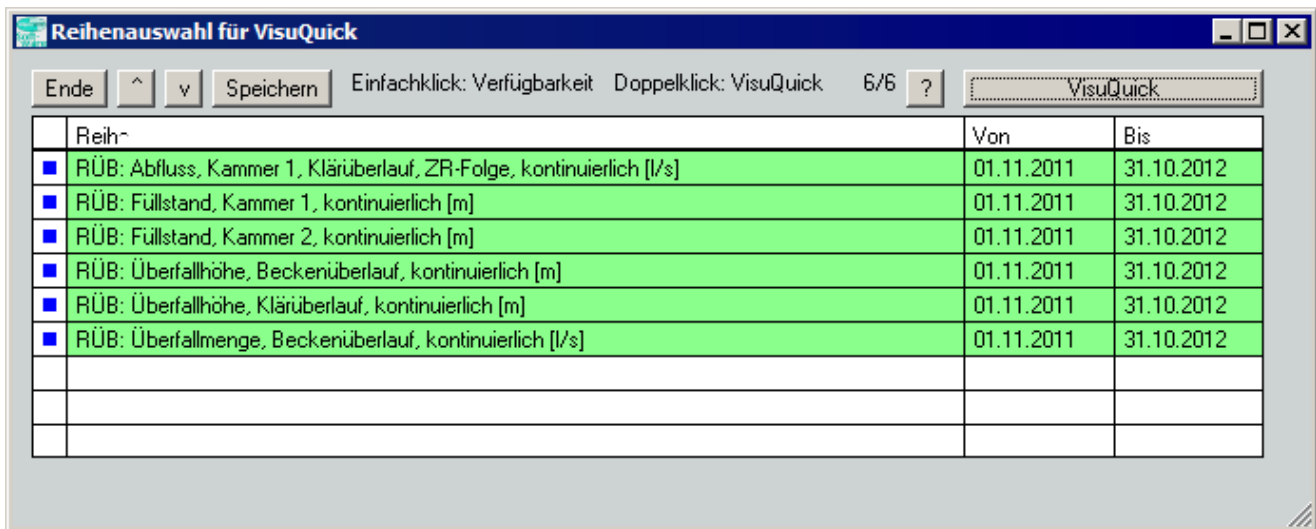 Reihenauswahl für VisuQuick
Ende ^ v Speichern Einfachklick: Verfügbarkeit Doppelklick: VisuQuick 6/6 ? VisuQuick
Von Bis
RÜB: Abfluss, Kammer 1, Klärüberlauf, ZR-Folge, kontinuierlich [l/s] 01.11.2011 31.10.2012
RÜB: Füllstand, Kammer 1, kontinuierlich [m] 01.11.2011 31.10.2012
RÜB: Füllstand, Kammer 2, kontinuierlich [m] 01.11.2011 31.10.2012
RÜB: Überfallhöhe, Beckenüberlauf, kontinuierlich [m] 01.11.2011 31.10.2012
RÜB: Überfallhöhe, Klärüberlauf, kontinuierlich [m] 01.11.2011 31.10.2012
RÜB: Überfallmenge, Beckenüberlauf, kontinuierlich [l/s] 01.11.2011 31.10.2012